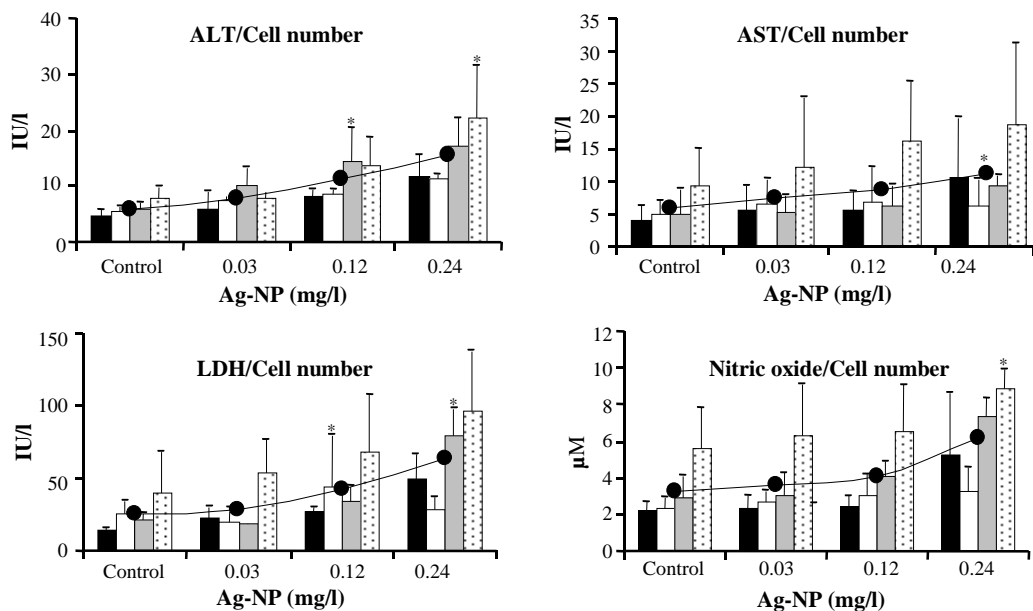 ALT/Cell number
40
30
20
10
0
IU/l
*
*
Control 0.03 0.12 0.24
Ag-NP (mg/l)
AST/Cell number
35
30
25
20
15
10
5
0
IU/l
*
Control 0.03 0.12 0.24
Ag-NP (mg/l)
LDH/Cell number
150
100
50
0
IU/l
*
*
Control 0.03 0.12 0.24
Ag-NP (mg/l)
Nitric oxide/Cell number
12
10
8
6
4
2
0
µM
*
Control 0.03 0.12 0.24
Ag-NP (mg/l)